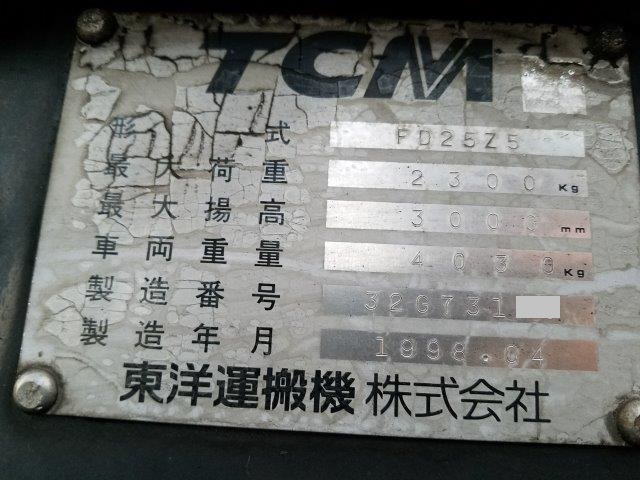 TCM
形式 FD25Z5
最大荷重 2300 Kg
最大揚高 3000 mm
車両重量 4030 Kg
製造番号 32G731
製造年月 1998.04
東洋運搬機株式会社